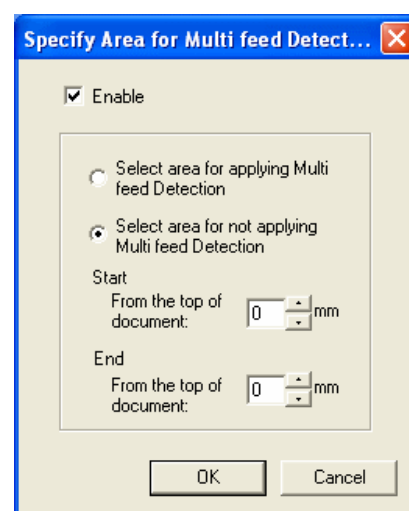 Specify Area for Multi feed Detect...
Enable
Select area for applying Multi
feed Detection
Select area for not applying
Multi feed Detection
Start
From the top of
document:
0
mm
End
From the top of
document:
0
mm
OK
Cancel